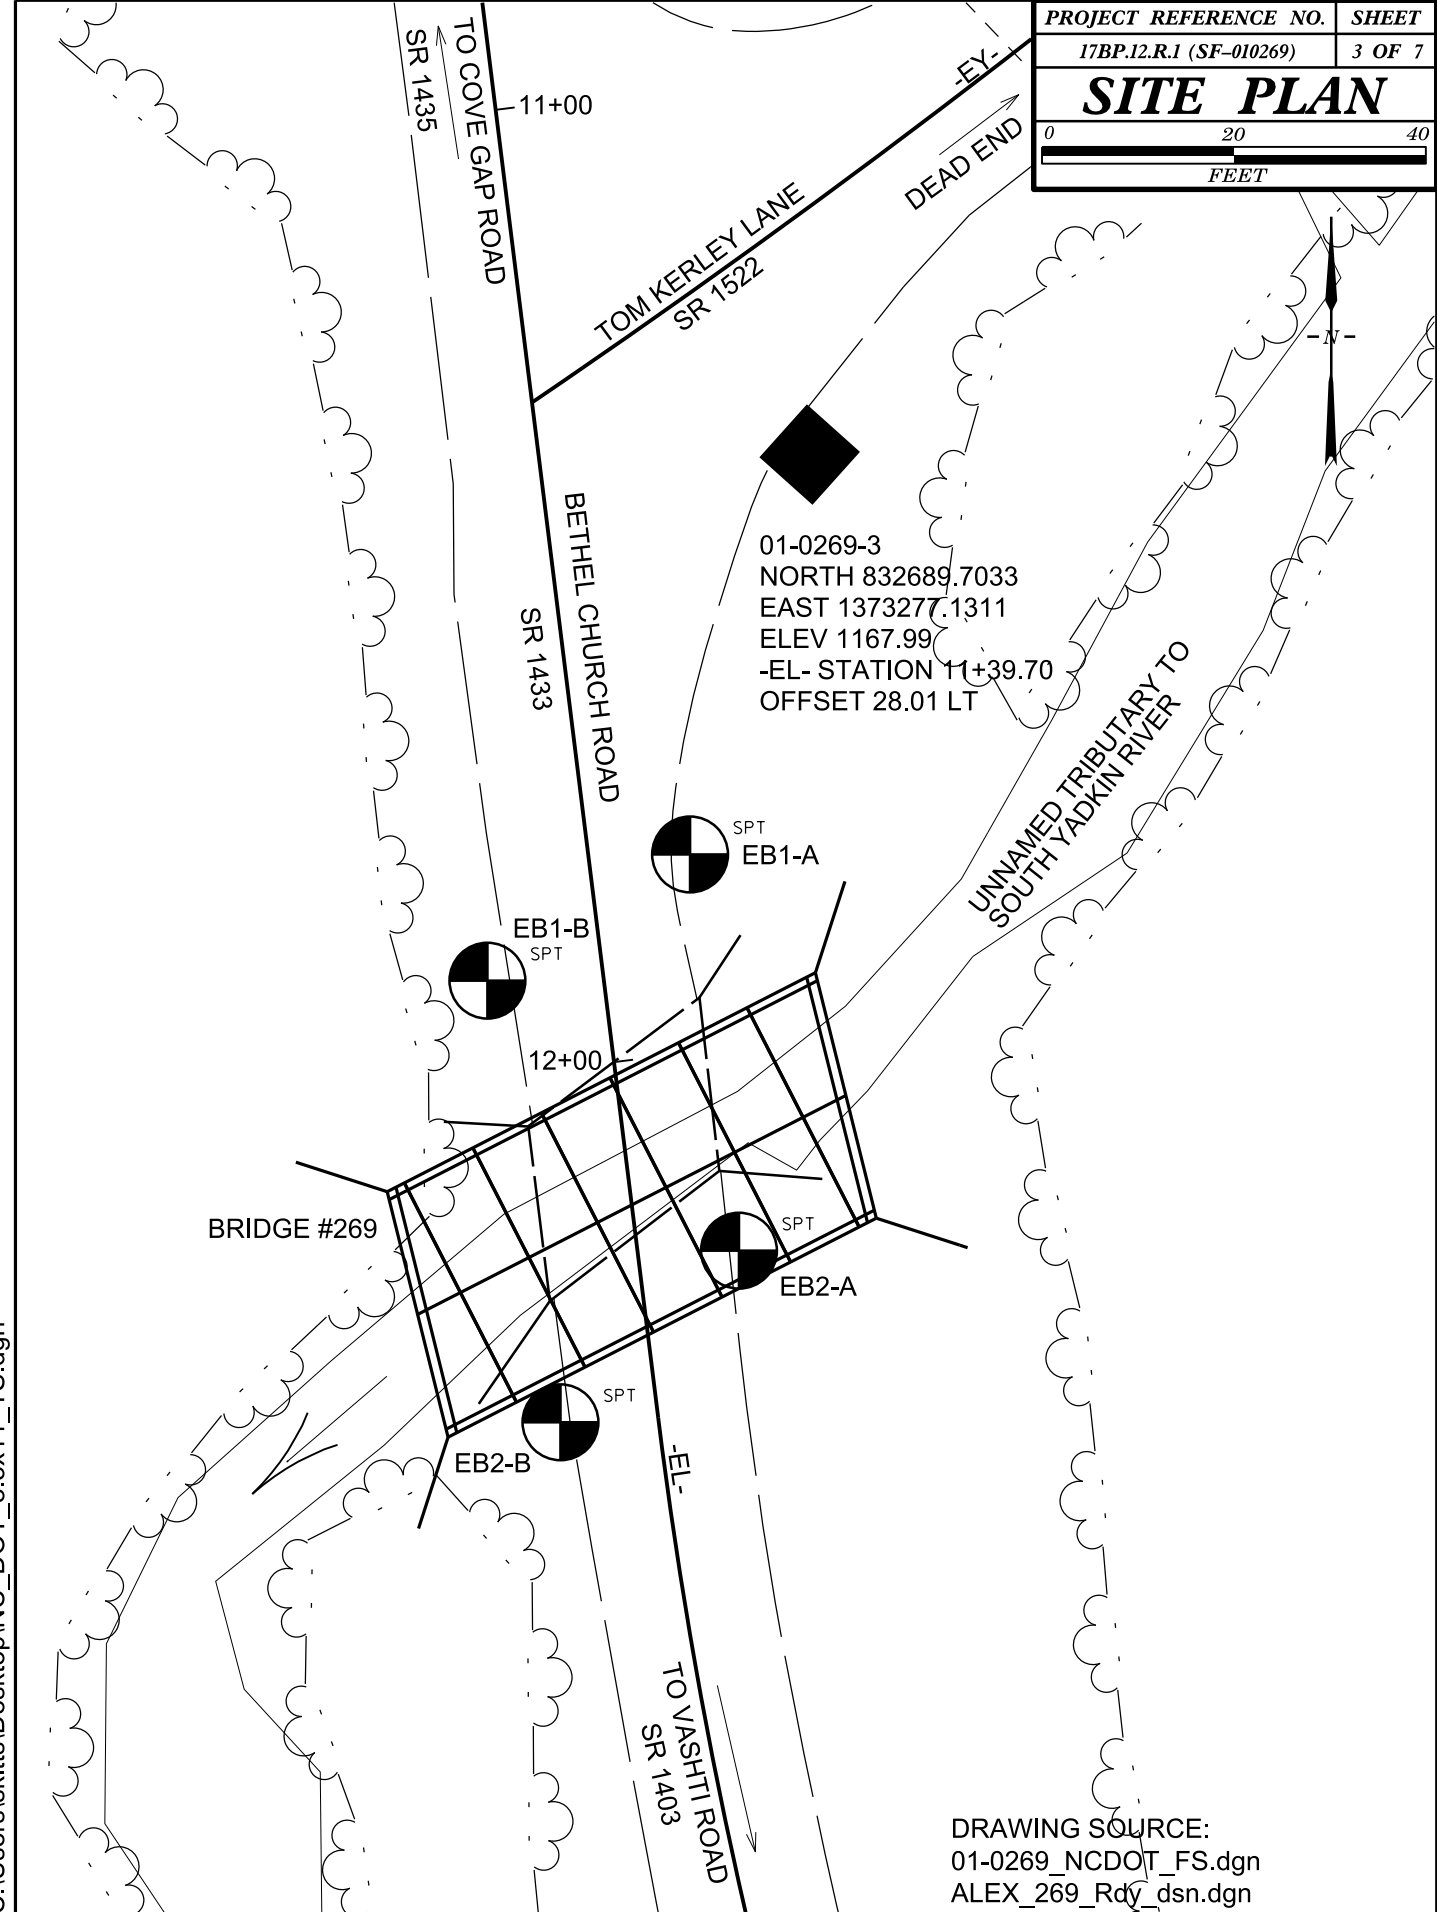 PROJECT REFERENCE NO. SHEET
17BP.12.R.1 (SF-010269) 3 OF 7
SITE PLAN
0 20 40
FEET
TO COVE GAP ROAD
SR 1435
11+00
-EY-
DEAD END
TOM KERLEY LANE
SR 1522
-N-
BETHEL CHURCH ROAD
SR 1433
01-0269-3
NORTH 832689.7033
EAST 1373277.1311
ELEV 1167.99
-EL- STATION 11+39.70
OFFSET 28.01 LT
UNNAMED TRIBUTARY TO
SOUTH YADKIN RIVER
SPT
EB1-A
EB1-B
SPT
12+00
BRIDGE #269
SPT
EB2-A
SPT
EB2-B
-EL-
TO VASHTI ROAD
SR 1403
DRAWING SOURCE:
01-0269_NCDOT_FS.dgn
ALEX_269_Rdy_dsn.dgn